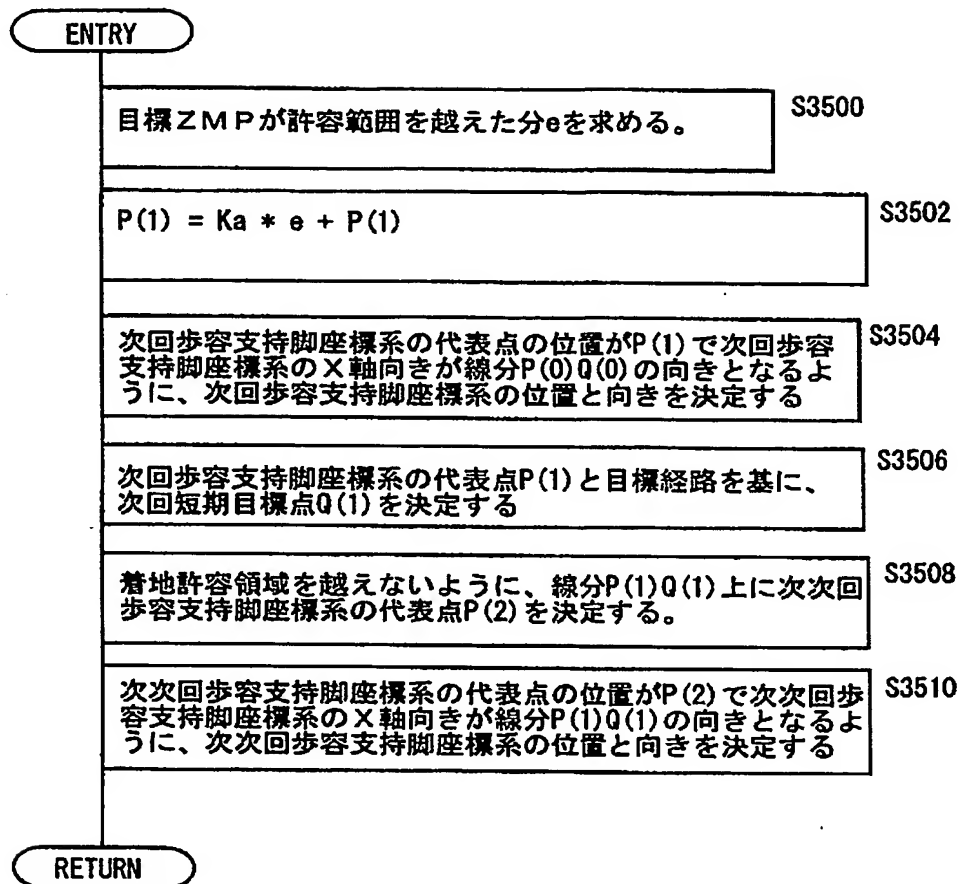 ENTRY
目標ZMPが許容範囲を越えた分eを求める。
S3500
P(1) = Ka * e + P(1)
S3502
次回歩容支持脚座標系の代表点の位置がP(1)で次回歩容
支持脚座標系のX軸向きが線分P(0)Q(0)の向きとなるよ
うに、次回歩容支持脚座標系の位置と向きを決定する
S3504
次回歩容支持脚座標系の代表点P(1)と目標経路を基に、
次回短期目標点Q(1)を決定する
S3506
着地許容領域を越えないように、線分P(1)Q(1)上に次次回
歩容支持脚座標系の代表点P(2)を決定する。
S3508
次次回歩容支持脚座標系の代表点の位置がP(2)で次次回歩
容支持脚座標系のX軸向きが線分P(1)Q(1)の向きとなるよ
うに、次次回歩容支持脚座標系の位置と向きを決定する
S3510
RETURN